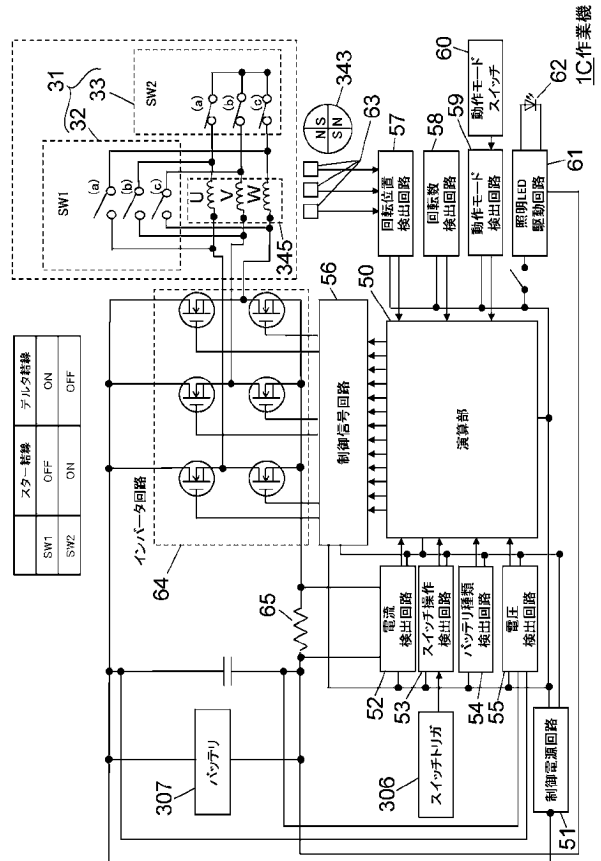 1C作業機
スター結線 デルタ結線
SW1 OFF ON
SW2 ON OFF
31
32
33
SW1
(a)
(b)
(c)
SW2
(a)
(b)
(c)
U
V
W
345
N S
S N
343
63
インバータ回路
64
65
バッテリ
307
制御信号回路
56
演算部
50
電流
検出回路
52
スイッチ操作
検出回路
53
バッテリ種類
検出回路
54
電圧
検出回路
55
スイッチトリガ
306
制御電源回路
51
回転位置
検出回路
57
回転数
検出回路
58
動作モード
検出回路
59
動作モード
スイッチ
60
照明LED
駆動回路
61
62